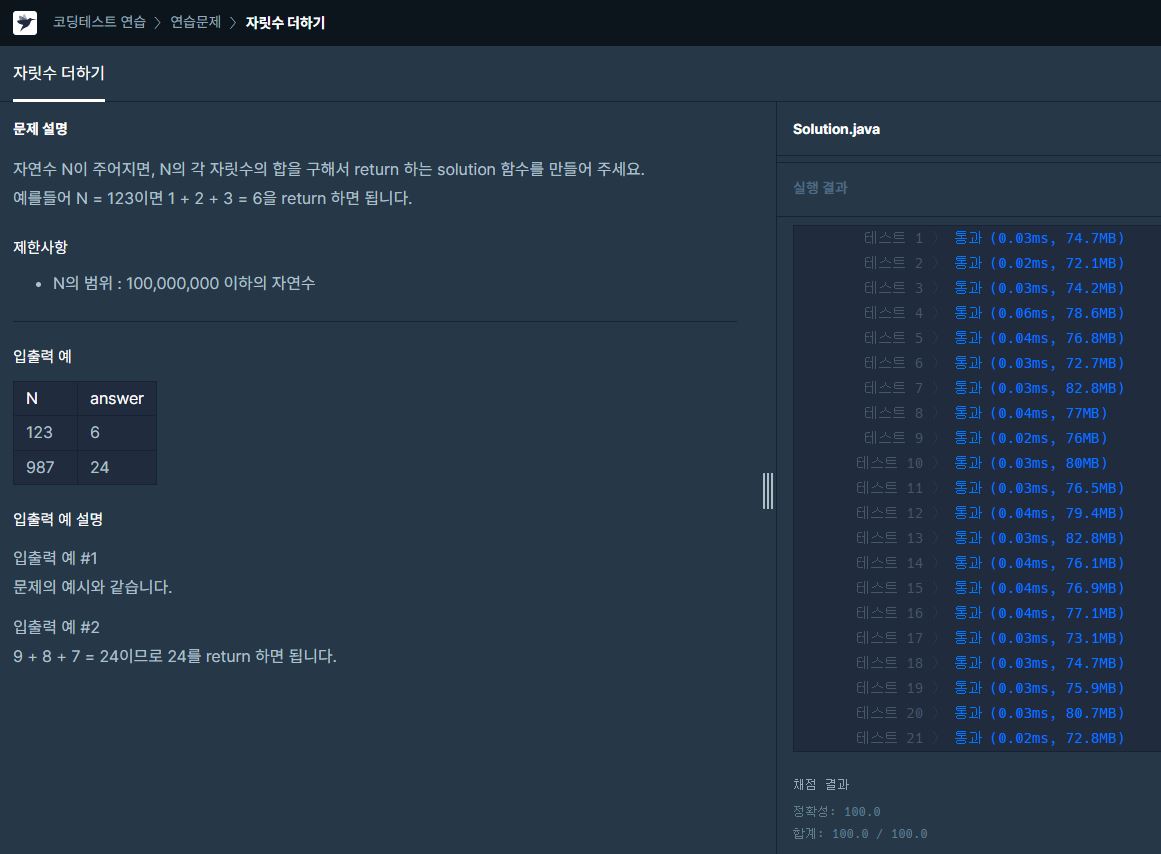 코딩테스트 연습 > 연습문제 > 자릿수 더하기
자릿수 더하기
문제 설명
자연수 N이 주어지면, N의 각 자릿수의 합을 구해서 return 하는 solution 함수를 만들어 주세요.
예를들어 N = 123이면 1 + 2 + 3 = 6을 return 하면 됩니다.
제한사항
• N의 범위 : 100,000,000 이하의 자연수
입출력 예
N answer
123 6
987 24
입출력 예 설명
입출력 예 #1
문제의 예시와 같습니다.
입출력 예 #2
9 + 8 + 7 = 24이므로 24를 return 하면 됩니다.
Solution.java
실행 결과
테스트 1 > 통과 (0.03ms, 74.7MB)
테스트 2 > 통과 (0.02ms, 72.1MB)
테스트 3 > 통과 (0.03ms, 74.2MB)
테스트 4 > 통과 (0.06ms, 78.6MB)
테스트 5 > 통과 (0.04ms, 76.8MB)
테스트 6 > 통과 (0.03ms, 72.7MB)
테스트 7 > 통과 (0.03ms, 82.8MB)
테스트 8 > 통과 (0.04ms, 77MB)
테스트 9 > 통과 (0.02ms, 76MB)
테스트 10 > 통과 (0.03ms, 80MB)
테스트 11 > 통과 (0.03ms, 76.5MB)
테스트 12 > 통과 (0.04ms, 79.4MB)
테스트 13 > 통과 (0.03ms, 82.8MB)
테스트 14 > 통과 (0.04ms, 76.1MB)
테스트 15 > 통과 (0.04ms, 76.9MB)
테스트 16 > 통과 (0.04ms, 77.1MB)
테스트 17 > 통과 (0.03ms, 73.1MB)
테스트 18 > 통과 (0.03ms, 74.7MB)
테스트 19 > 통과 (0.03ms, 75.9MB)
테스트 20 > 통과 (0.03ms, 80.7MB)
테스트 21 > 통과 (0.02ms, 72.8MB)
채점 결과
정확성: 100.0
합계: 100.0 / 100.0